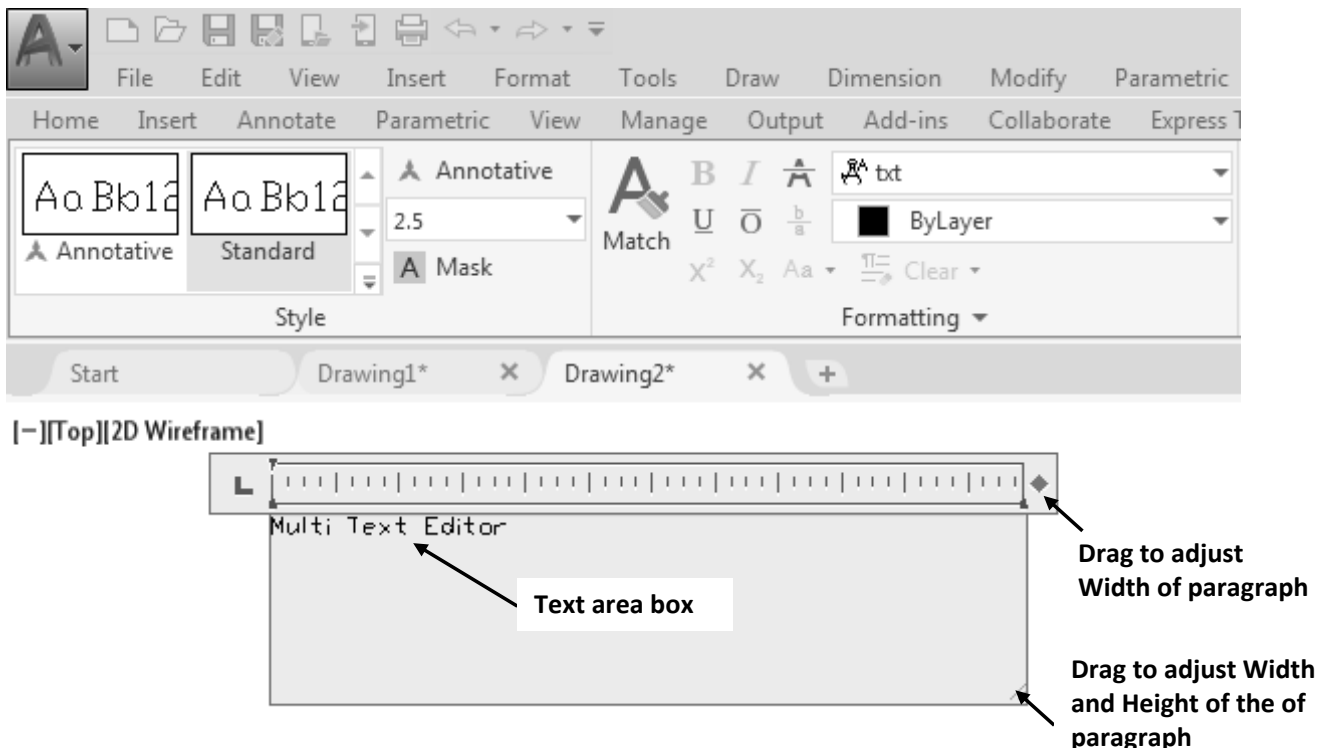 A
File Edit View Insert Format Tools Draw Dimension Modify Parametric
Home Insert Annotate Parametric View Manage Output Add-ins Collaborate Express T
Aa Bb12 Aa Bb12 Annotative A B I A txt
2.5 U O b/a ByLayer
Annotative Standard Match
A Mask X² X₂ Aa Clear
Style Formatting
Start Drawing1* Drawing2*
[−][Top][2D Wireframe]
L
Multi Text Editor
Drag to adjust
Width of paragraph
Text area box
Drag to adjust Width
and Height of the of
paragraph